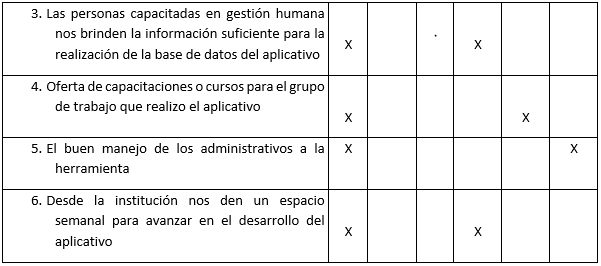 3. Las personas capacitadas en gestión humana
nos brinden la información suficiente para la
realización de la base de datos del aplicativo
X X
4. Oferta de capacitaciones o cursos para el grupo
de trabajo que realizo el aplicativo
X X
5. El buen manejo de los administrativos a la
herramienta
X X
6. Desde la institución nos den un espacio
semanal para avanzar en el desarrollo del
aplicativo
X X